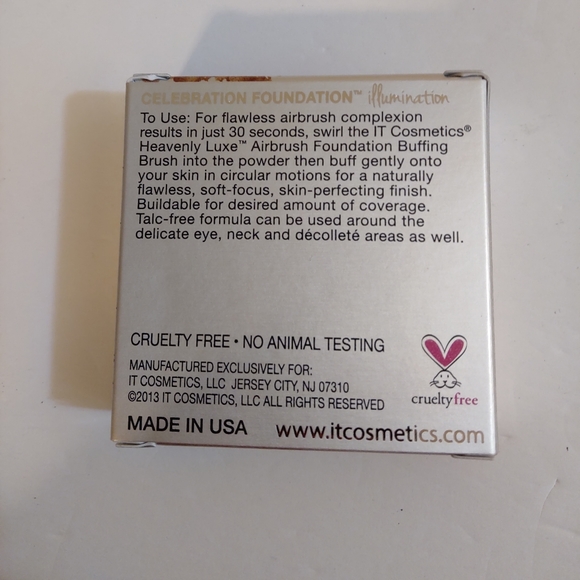 CELEBRATION FOUNDATION™ illumination
To Use: For flawless airbrush complexion
results in just 30 seconds, swirl the IT Cosmetics®
Heavenly Luxe™ Airbrush Foundation Buffing
Brush into the powder then buff gently onto
your skin in circular motions for a naturally
flawless, soft-focus, skin-perfecting finish.
Buildable for desired amount of coverage.
Talc-free formula can be used around the
delicate eye, neck and décolleté areas as well.
CRUELTY FREE • NO ANIMAL TESTING
MANUFACTURED EXCLUSIVELY FOR:
IT COSMETICS, LLC JERSEY CITY, NJ 07310
©2013 IT COSMETICS, LLC ALL RIGHTS RESERVED
crueltyfree
MADE IN USA www.itcosmetics.com